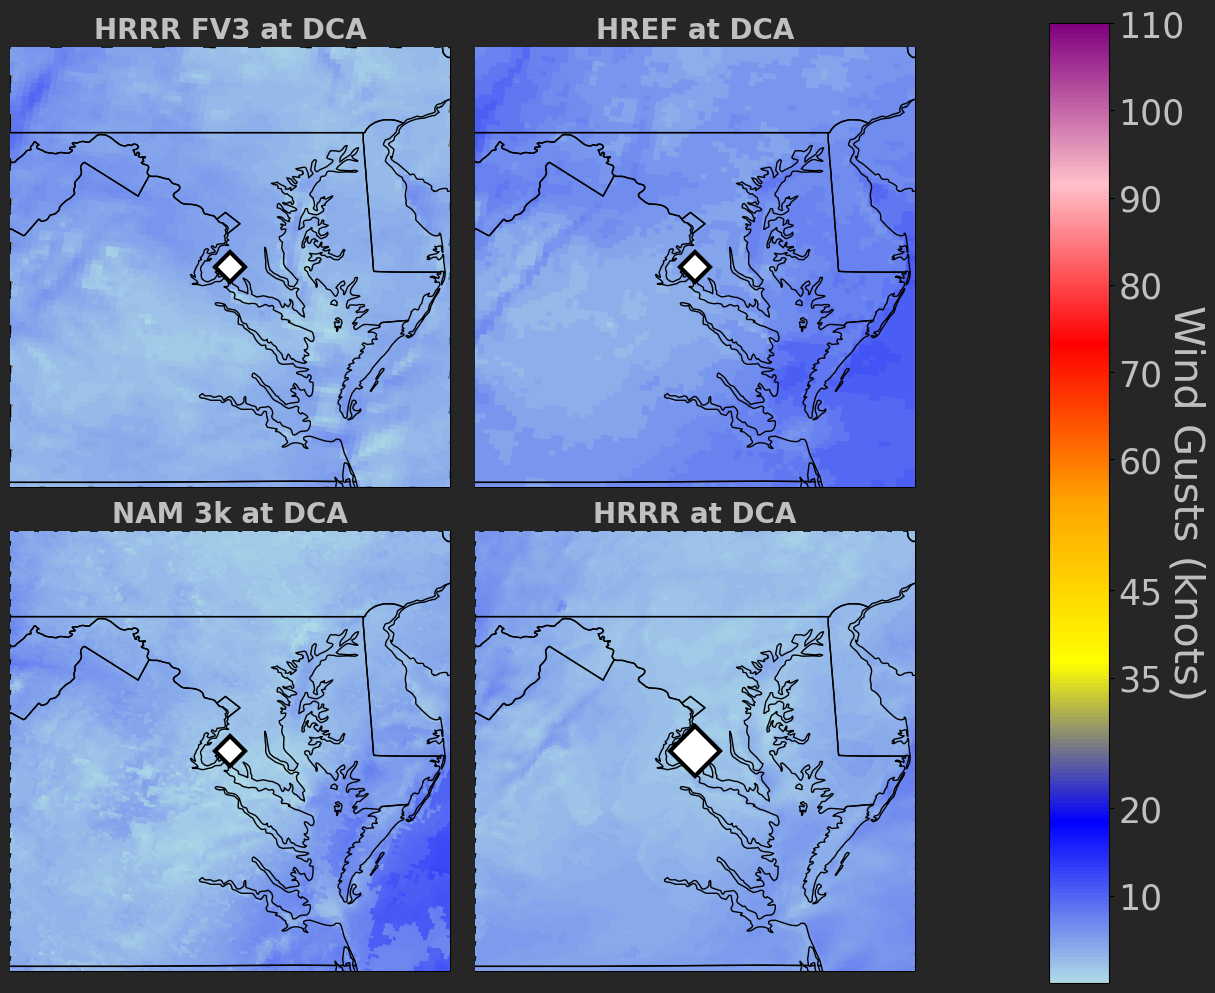 HRRR FV3 at DCA
HREF at DCA
NAM 3k at DCA
HRRR at DCA
110
100
90
80
70
60
45
35
20
10
Wind Gusts (knots)